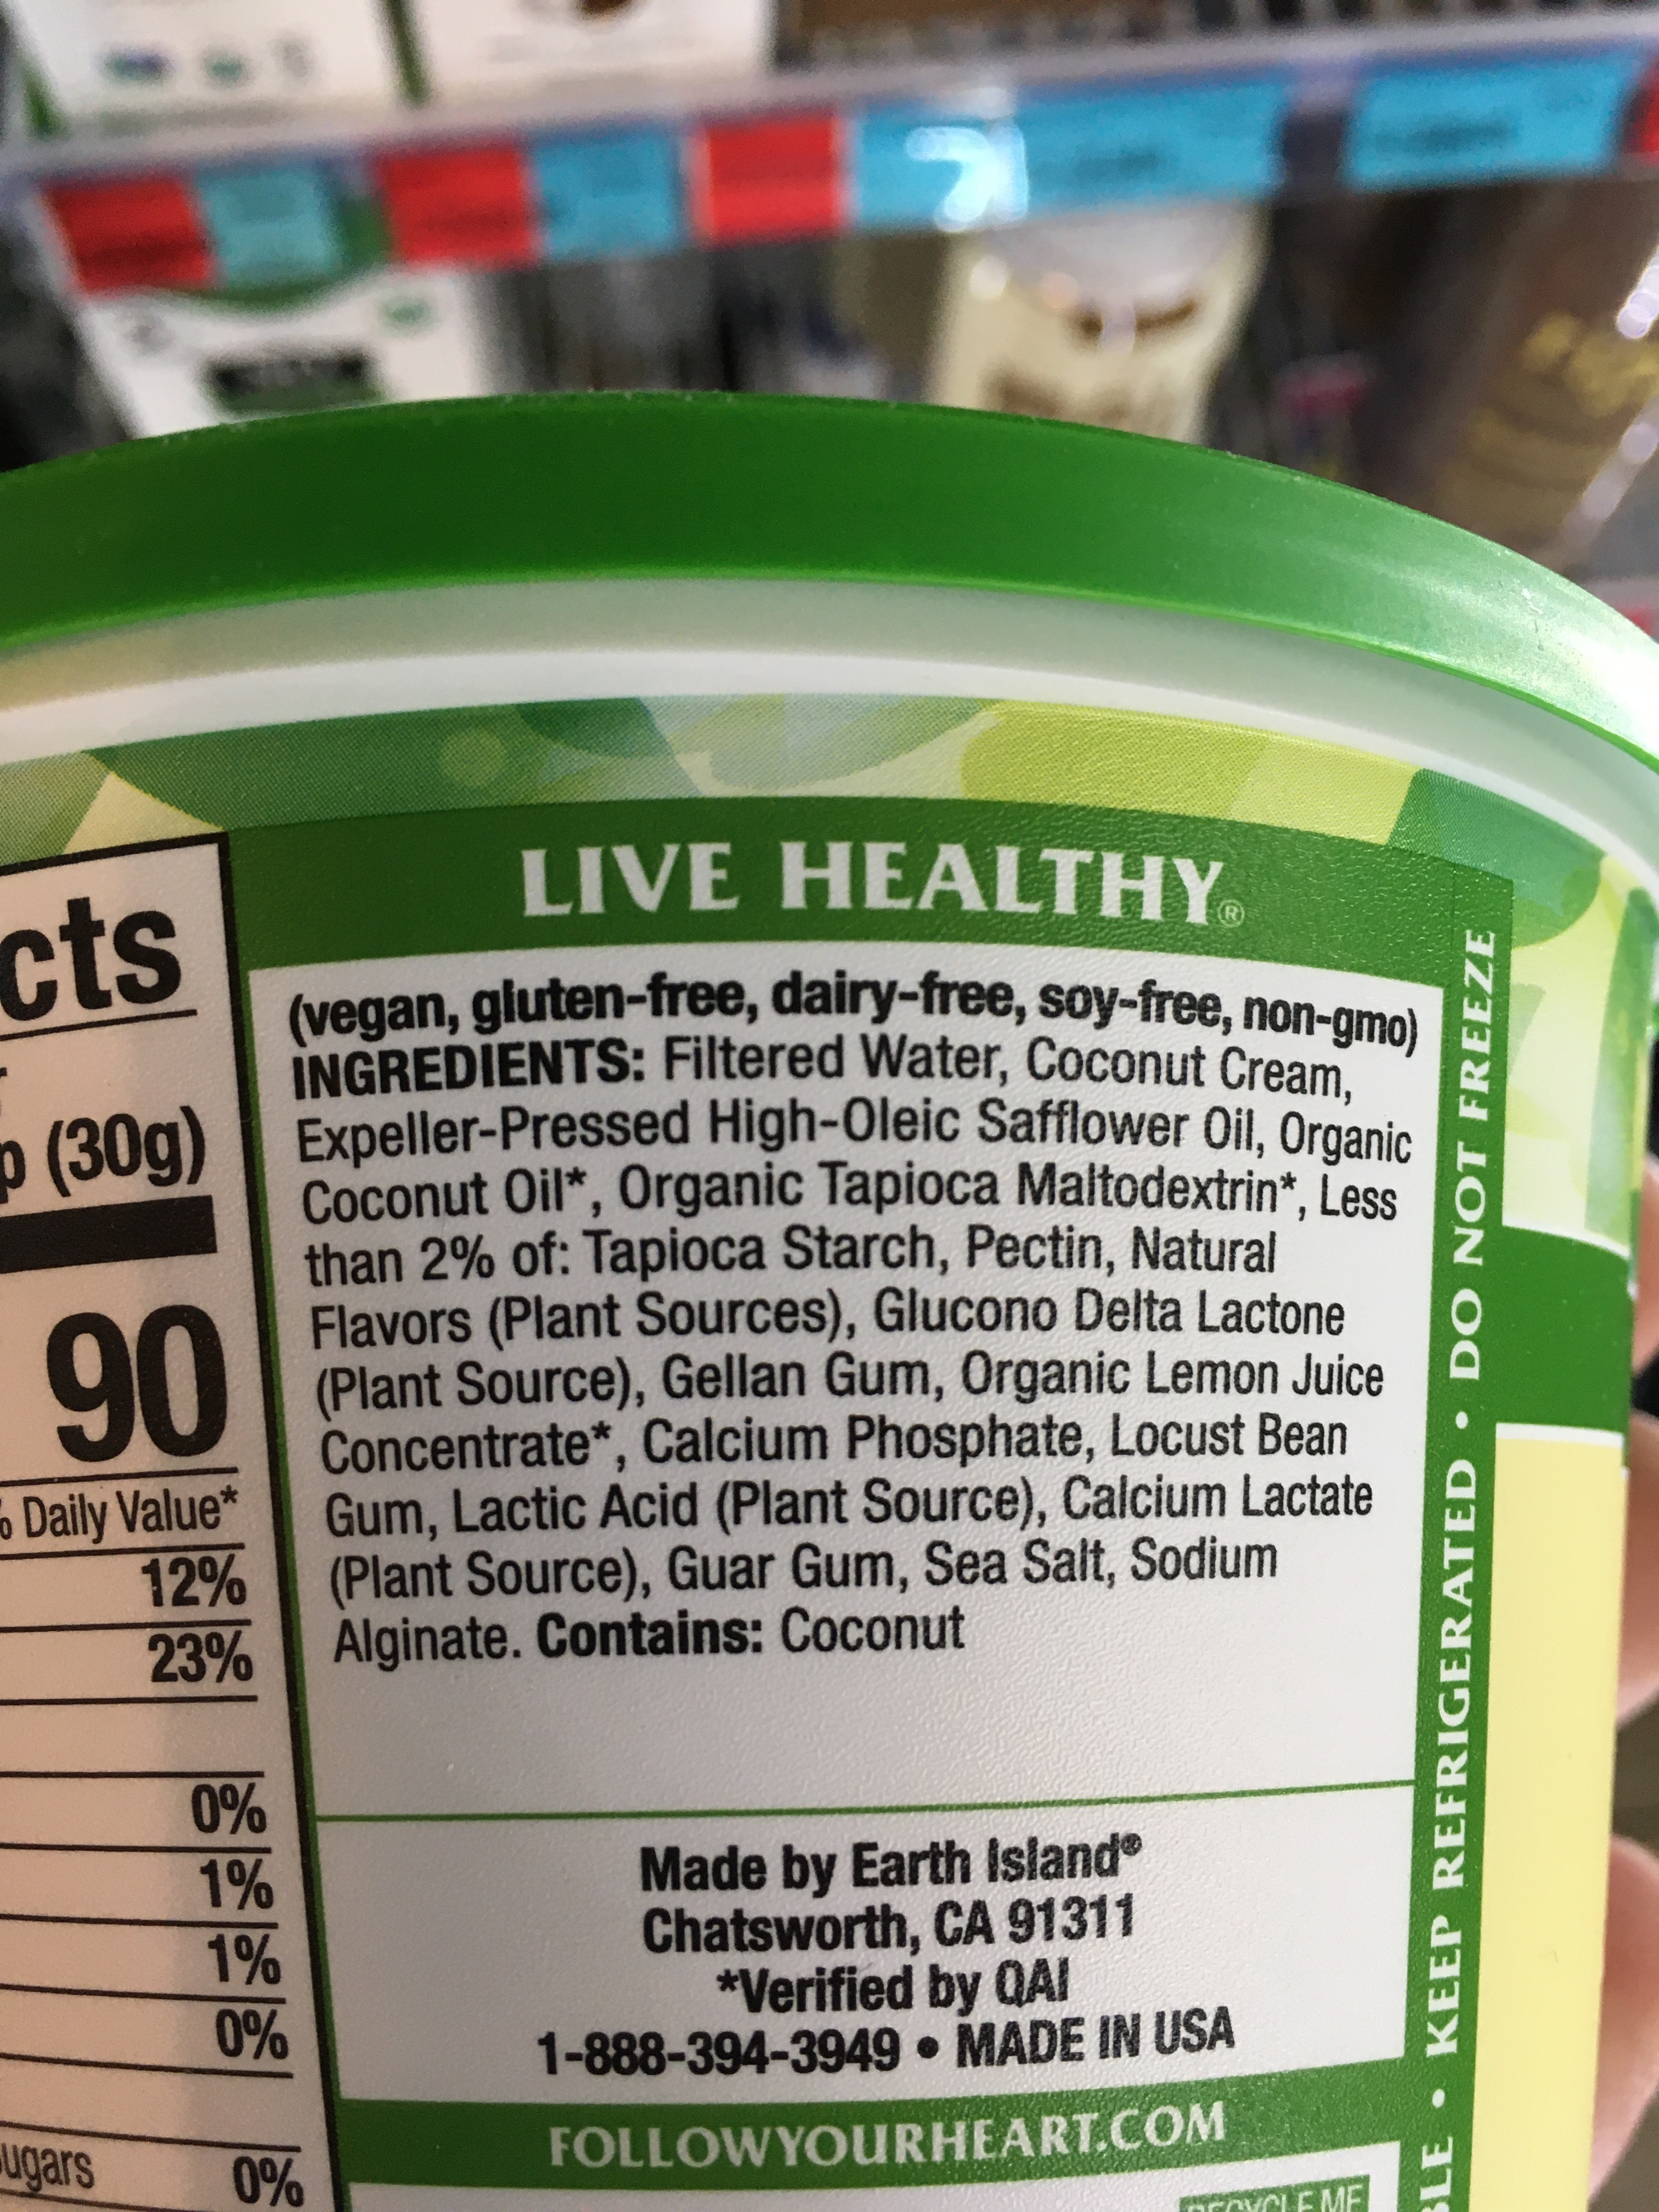 cts
(30g)
90
% Daily Value*
12%
23%
0%
1%
1%
0%
ugars 0%
LIVE HEALTHY®
(vegan, gluten-free, dairy-free, soy-free, non-gmo)
INGREDIENTS: Filtered Water, Coconut Cream,
Expeller-Pressed High-Oleic Safflower Oil, Organic
Coconut Oil*, Organic Tapioca Maltodextrin*, Less
than 2% of: Tapioca Starch, Pectin, Natural
Flavors (Plant Sources), Glucono Delta Lactone
(Plant Source), Gellan Gum, Organic Lemon Juice
Concentrate*, Calcium Phosphate, Locust Bean
Gum, Lactic Acid (Plant Source), Calcium Lactate
(Plant Source), Guar Gum, Sea Salt, Sodium
Alginate. Contains: Coconut
Made by Earth Island®
Chatsworth, CA 91311
*Verified by QAI
1-888-394-3949 • MADE IN USA
FOLLOWYOURHEART.COM
RECYCLE ME
BLE • KEEP REFRIGERATED • DO NOT FREEZE